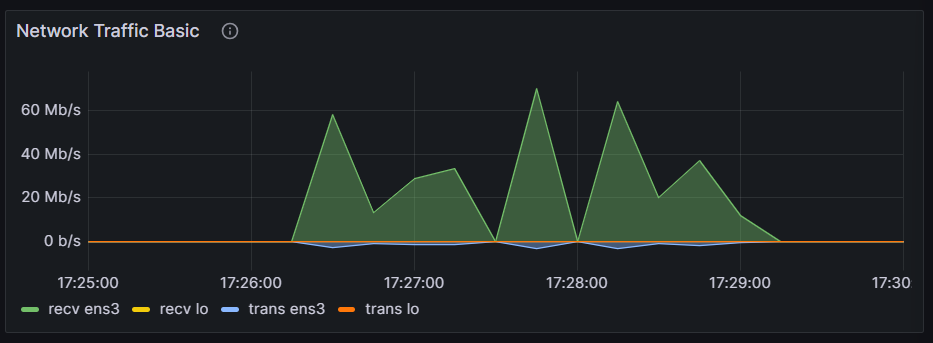 Network Traffic Basic
60 Mb/s
40 Mb/s
20 Mb/s
0 b/s
17:25:00 17:26:00 17:27:00 17:28:00 17:29:00 17:30:
recv ens3 recv lo trans ens3 trans lo